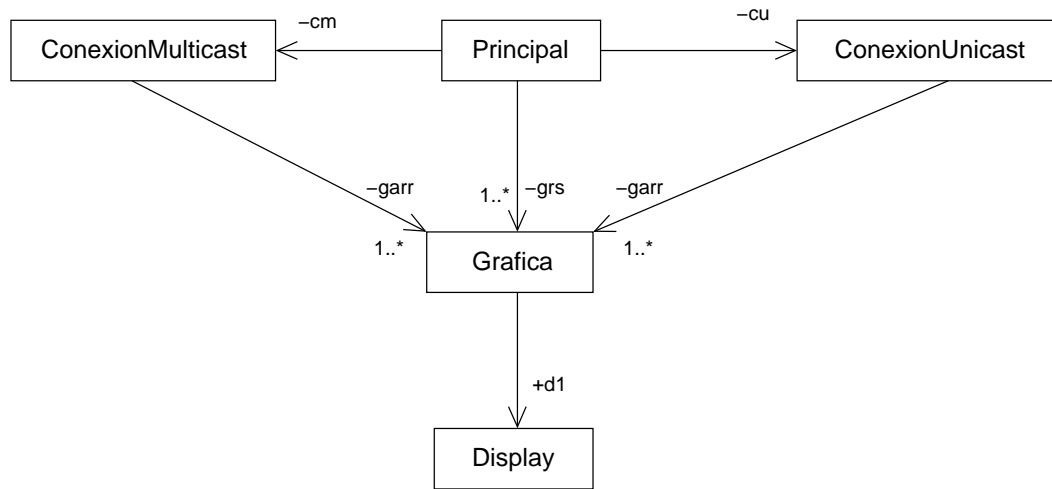 –cm
–cu
ConexionMulticast
Principal
ConexionUnicast
–garr
1..*
–grs
–garr
1..*
1..*
Grafica
+d1
Display